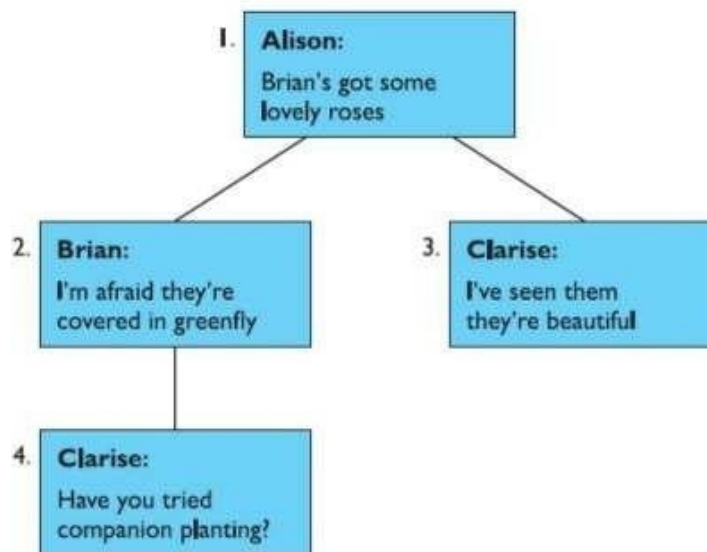 1. Alison:
Brian's got some
lovely roses
2. Brian:
I'm afraid they're
covered in greenfly
3. Clarise:
I've seen them
they're beautiful
4. Clarise:
Have you tried
companion planting?